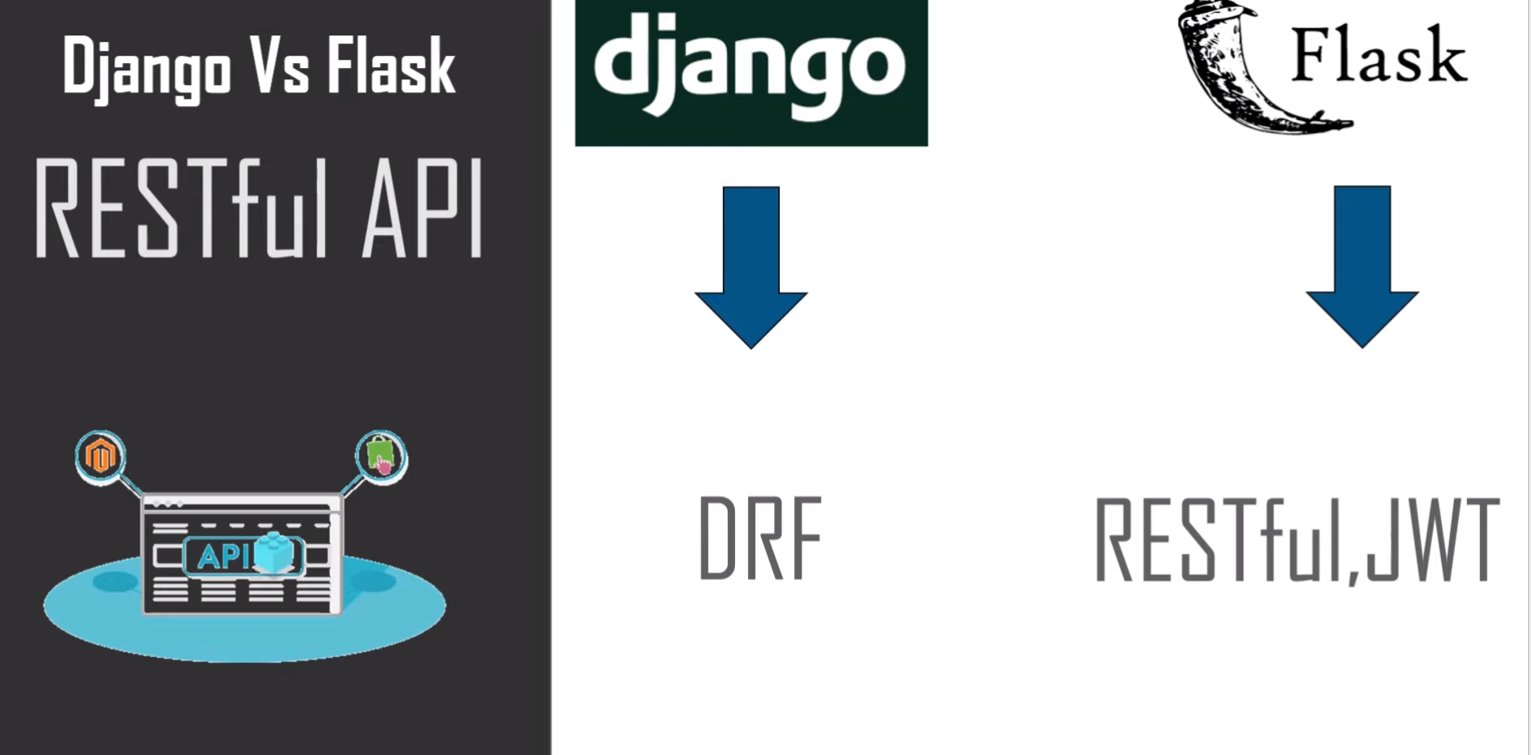 Django Vs Flask
RESTful API
API
django
Flask
DRF
RESTful,JWT